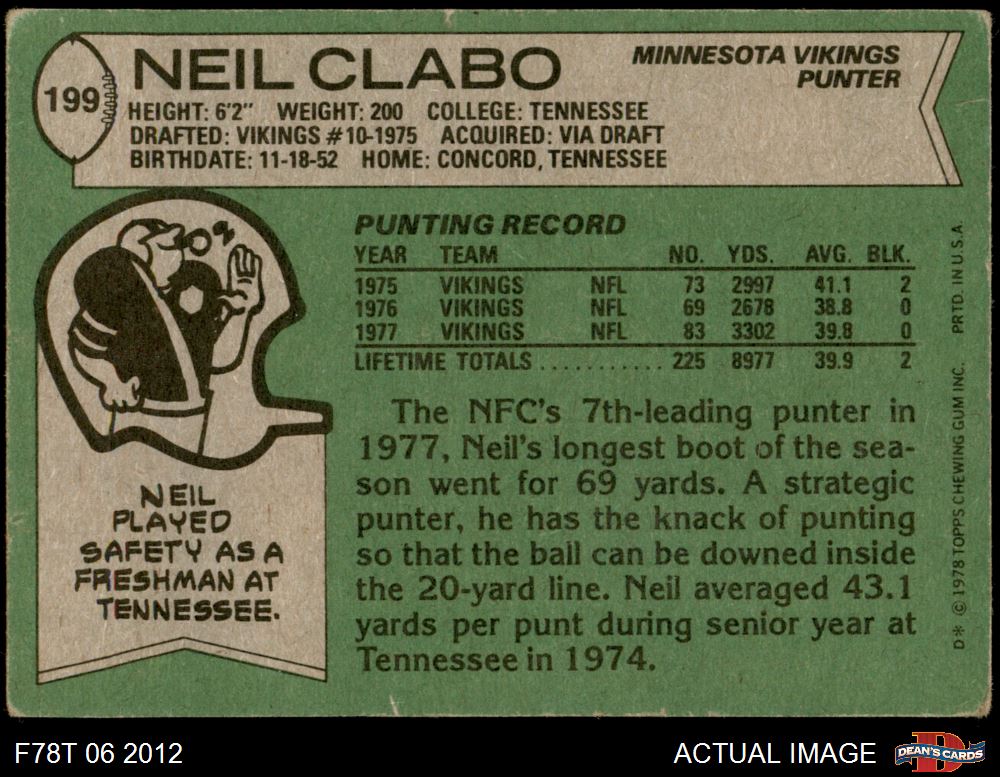 199
NEIL CLABO
MINNESOTA VIKINGS
PUNTER
HEIGHT: 6'2" WEIGHT: 200 COLLEGE: TENNESSEE
DRAFTED: VIKINGS #10-1975 ACQUIRED: VIA DRAFT
BIRTHDATE: 11-18-52 HOME: CONCORD, TENNESSEE
PUNTING RECORD
YEAR TEAM NO. YDS. AVG. BLK.
1975 VIKINGS NFL 73 2997 41.1 2
1976 VIKINGS NFL 69 2678 38.8 0
1977 VIKINGS NFL 83 3302 39.8 0
LIFETIME TOTALS........... 225 8977 39.9 2
The NFC's 7th-leading punter in
1977, Neil's longest boot of the sea-
son went for 69 yards. A strategic
punter, he has the knack of punting
so that the ball can be downed inside
the 20-yard line. Neil averaged 43.1
yards per punt during senior year at
Tennessee in 1974.
NEIL
PLAYED
SAFETY AS A
FRESHMAN AT
TENNESSEE.
D* © 1978 TOPPS CHEWING GUM INC. PRTD. IN U.S.A.
F78T 06 2012
ACTUAL IMAGE
D
DEAN'S CARDS